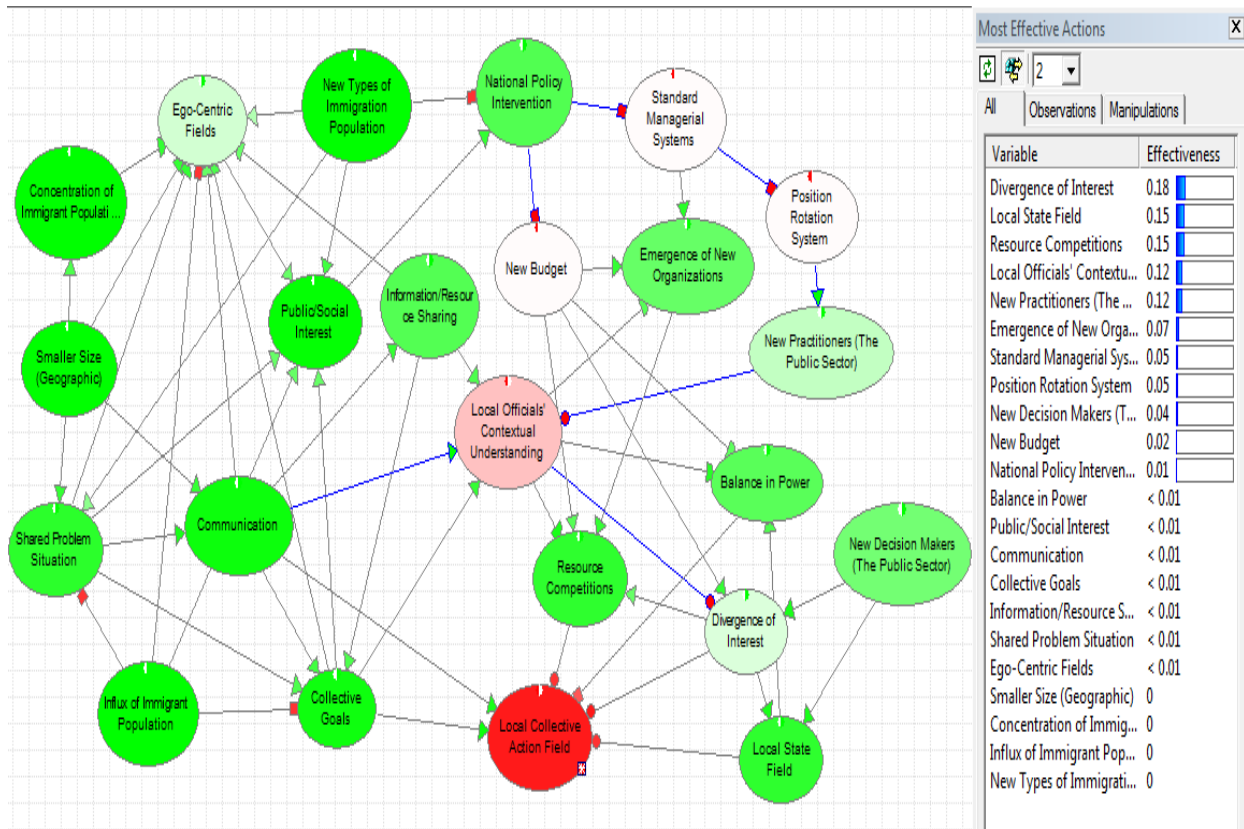 Ego-Centric
Fields
New Types of
Immigration
Population
National Policy
Intervention
Standard
Managerial
Systems
Concentration of
Immigrant Populati ...
Position
Rotation
System
Emergence of New
Organizations
New Budget
Public/Social
Interest
Information/Resour
ce Sharing
Smaller Size
(Geographic)
New Practitioners (The
Public Sector)
Local Officials'
Contextual
Understanding
Balance in Power
Communication
Shared Problem
Situation
New Decision Makers
(The Public Sector)
Resource
Competitions
Divergence of
Interest
Influx of Immigrant
Population
Collective
Goals
Local Collective
Action Field
Local State
Field
Most Effective Actions
X
2
All
Observations
Manipulations
Variable Effectiveness
Divergence of Interest 0.18
Local State Field 0.15
Resource Competitions 0.15
Local Officials' Contextu... 0.12
New Practitioners (The ... 0.12
Emergence of New Orga... 0.07
Standard Managerial Sys... 0.05
Position Rotation System 0.05
New Decision Makers (T... 0.04
New Budget 0.02
National Policy Interven... 0.01
Balance in Power < 0.01
Public/Social Interest < 0.01
Communication < 0.01
Collective Goals < 0.01
Information/Resource S... < 0.01
Shared Problem Situation < 0.01
Ego-Centric Fields < 0.01
Smaller Size (Geographic) 0
Concentration of Immig... 0
Influx of Immigrant Pop... 0
New Types of Immigrati... 0